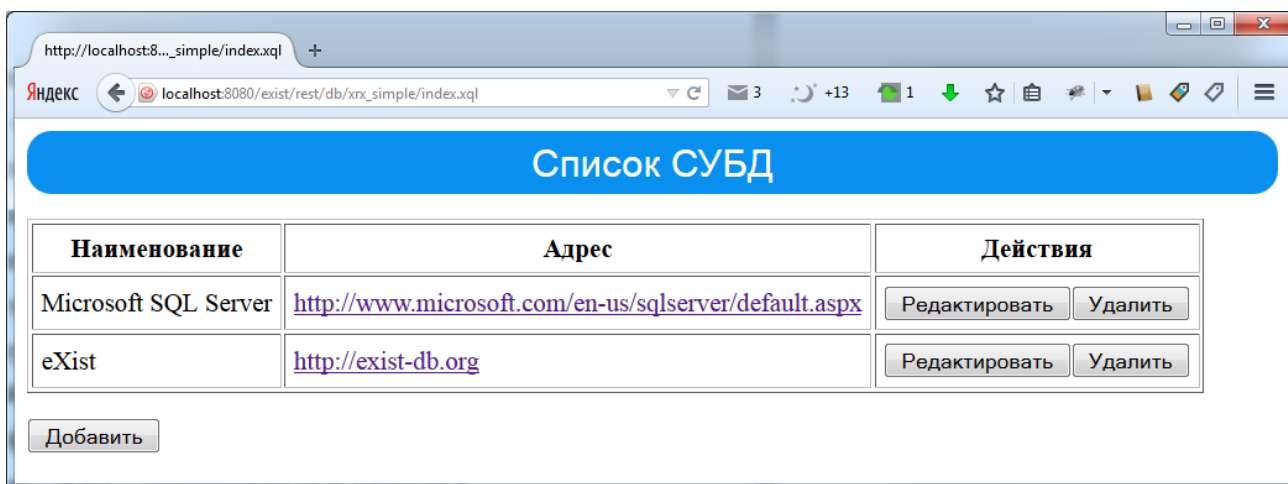 http://localhost:8..._simple/index.xql
Яндекс localhost:8080/exist/rest/db/xrx_simple/index.xql 3 +13 1
Список СУБД
Наименование Адрес Действия
Microsoft SQL Server http://www.microsoft.com/en-us/sqlserver/default.aspx Редактировать Удалить
eXist http://exist-db.org Редактировать Удалить
Добавить